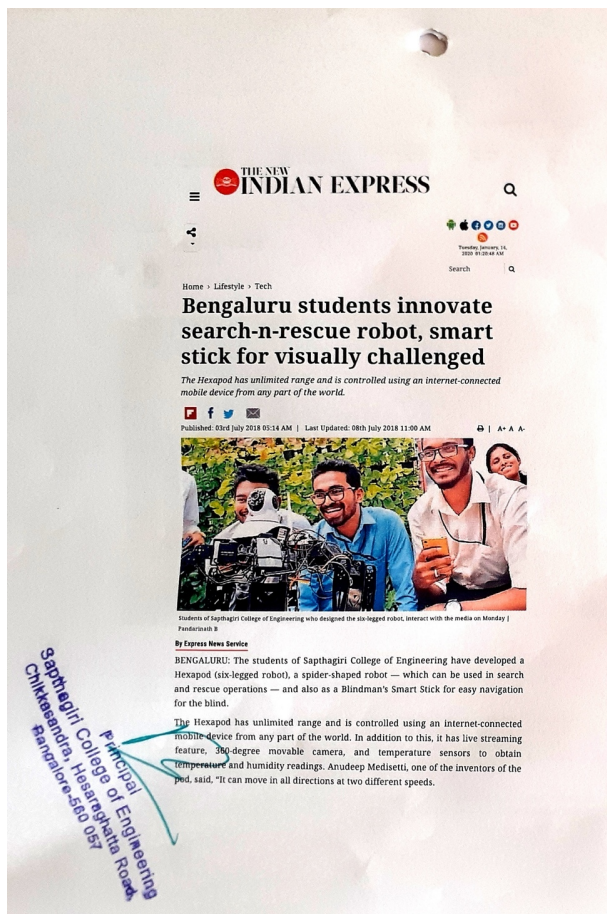 THE NEW
INDIAN EXPRESS
Tuesday, January, 14,
2020 01:20:48 AM
Search
Home › Lifestyle › Tech
Bengaluru students innovate
search-n-rescue robot, smart
stick for visually challenged
The Hexapod has unlimited range and is controlled using an internet-connected
mobile device from any part of the world.
Published: 03rd July 2018 05:14 AM | Last Updated: 08th July 2018 11:00 AM | A+ A A-
Students of Sapthagiri College of Engineering who designed the six-legged robot, interact with the media on Monday |
Pandarinath B
By Express News Service
BENGALURU: The students of Sapthagiri College of Engineering have developed a
Hexapod (six-legged robot), a spider-shaped robot — which can be used in search
and rescue operations — and also as a Blindman's Smart Stick for easy navigation
for the blind.
The Hexapod has unlimited range and is controlled using an internet-connected
mobile device from any part of the world. In addition to this, it has live streaming
feature, 360-degree movable camera, and temperature sensors to obtain
temperature and humidity readings. Anudeep Medisetti, one of the inventors of the
pod, said, "It can move in all directions at two different speeds.
Principal
Sapthagiri College of Engineering
Chikkasandra, Hesaraghatta Road,
Bangalore-560 057